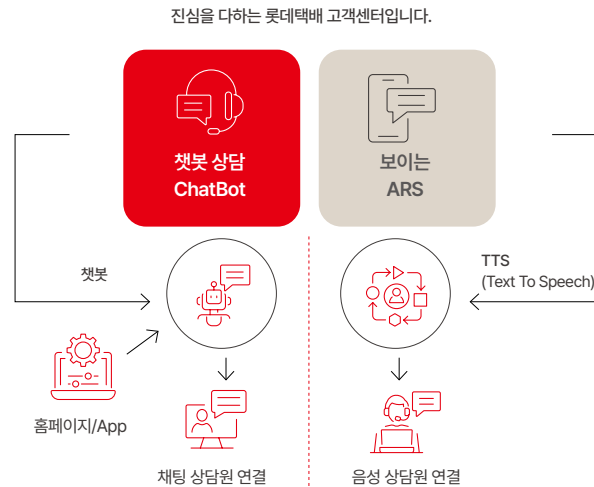 진심을 다하는 롯데택배 고객센터입니다.
챗봇 상담
ChatBot
보이는
ARS
챗봇
TTS
(Text To Speech)
홈페이지/App
채팅 상담원 연결
음성 상담원 연결